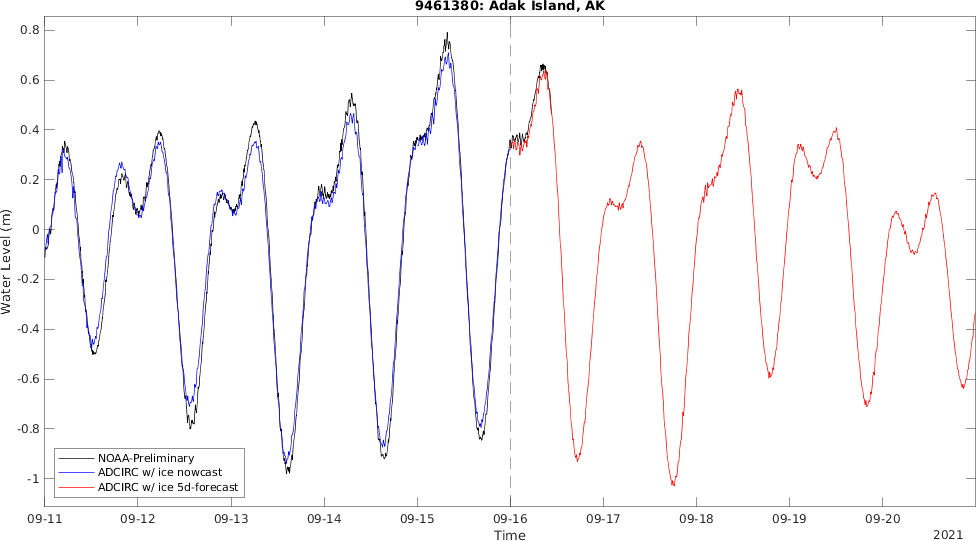 9461380: Adak Island, AK
Water Level (m)
0.8
0.6
0.4
0.2
0
-0.2
-0.4
-0.6
-0.8
-1
NOAA-Preliminary
ADCIRC w/ ice nowcast
ADCIRC w/ ice 5d-forecast
09-11 09-12 09-13 09-14 09-15 09-16 09-17 09-18 09-19 09-20
Time
2021